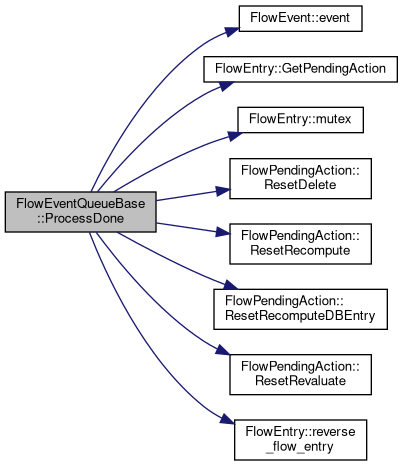 FlowEvent::event
FlowEntry::GetPendingAction
FlowEntry::mutex
FlowEventQueueBase
::ProcessDone
FlowPendingAction::
ResetDelete
FlowPendingAction::
ResetRecompute
FlowPendingAction::
ResetRecomputeDBEntry
FlowPendingAction::
ResetRevaluate
FlowEntry::reverse
_flow_entry